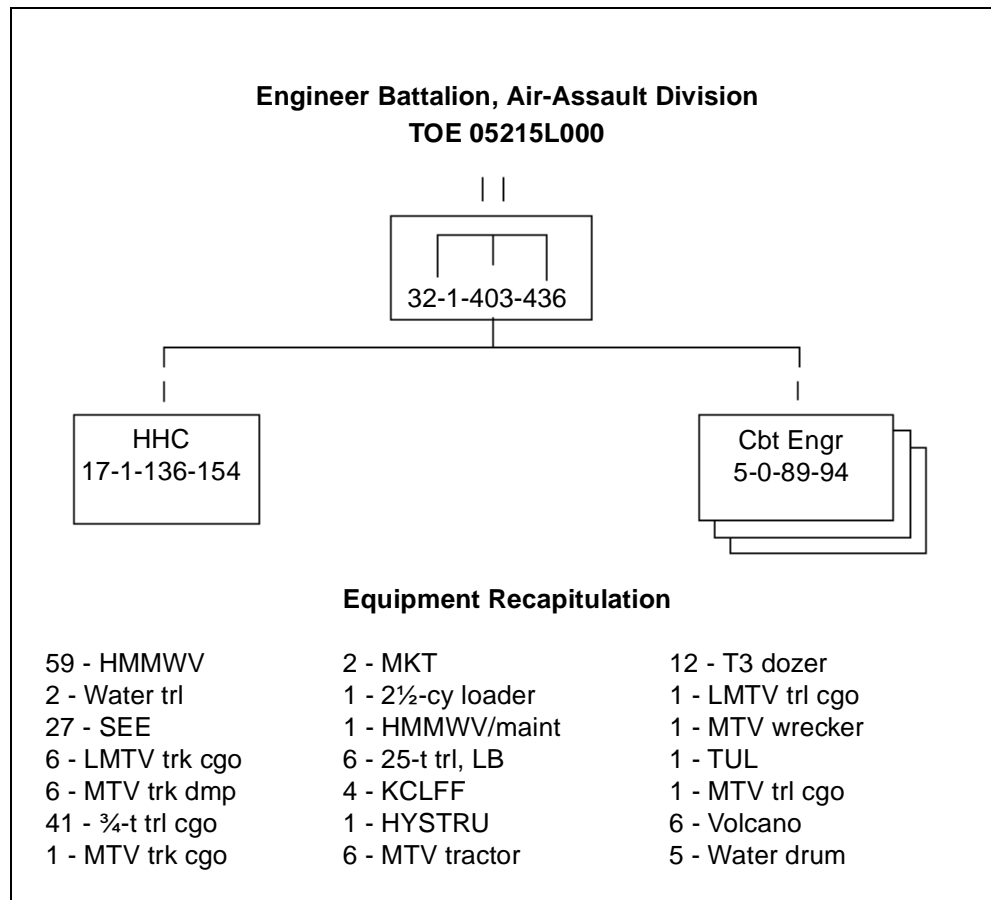 Engineer Battalion, Air-Assault Division
TOE 05215L000
32-1-403-436
HHC
17-1-136-154
Cbt Engr
5-0-89-94
Equipment Recapitulation
59 - HMMWV
2 - Water trl
27 - SEE
6 - LMTV trk cgo
6 - MTV trk dmp
41 - ¾-t trl cgo
1 - MTV trk cgo
2 - MKT
1 - 2½-cy loader
1 - HMMWV/maint
6 - 25-t trl, LB
4 - KCLFF
1 - HYSTRU
6 - MTV tractor
12 - T3 dozer
1 - LMTV trl cgo
1 - MTV wrecker
1 - TUL
1 - MTV trl cgo
6 - Volcano
5 - Water drum